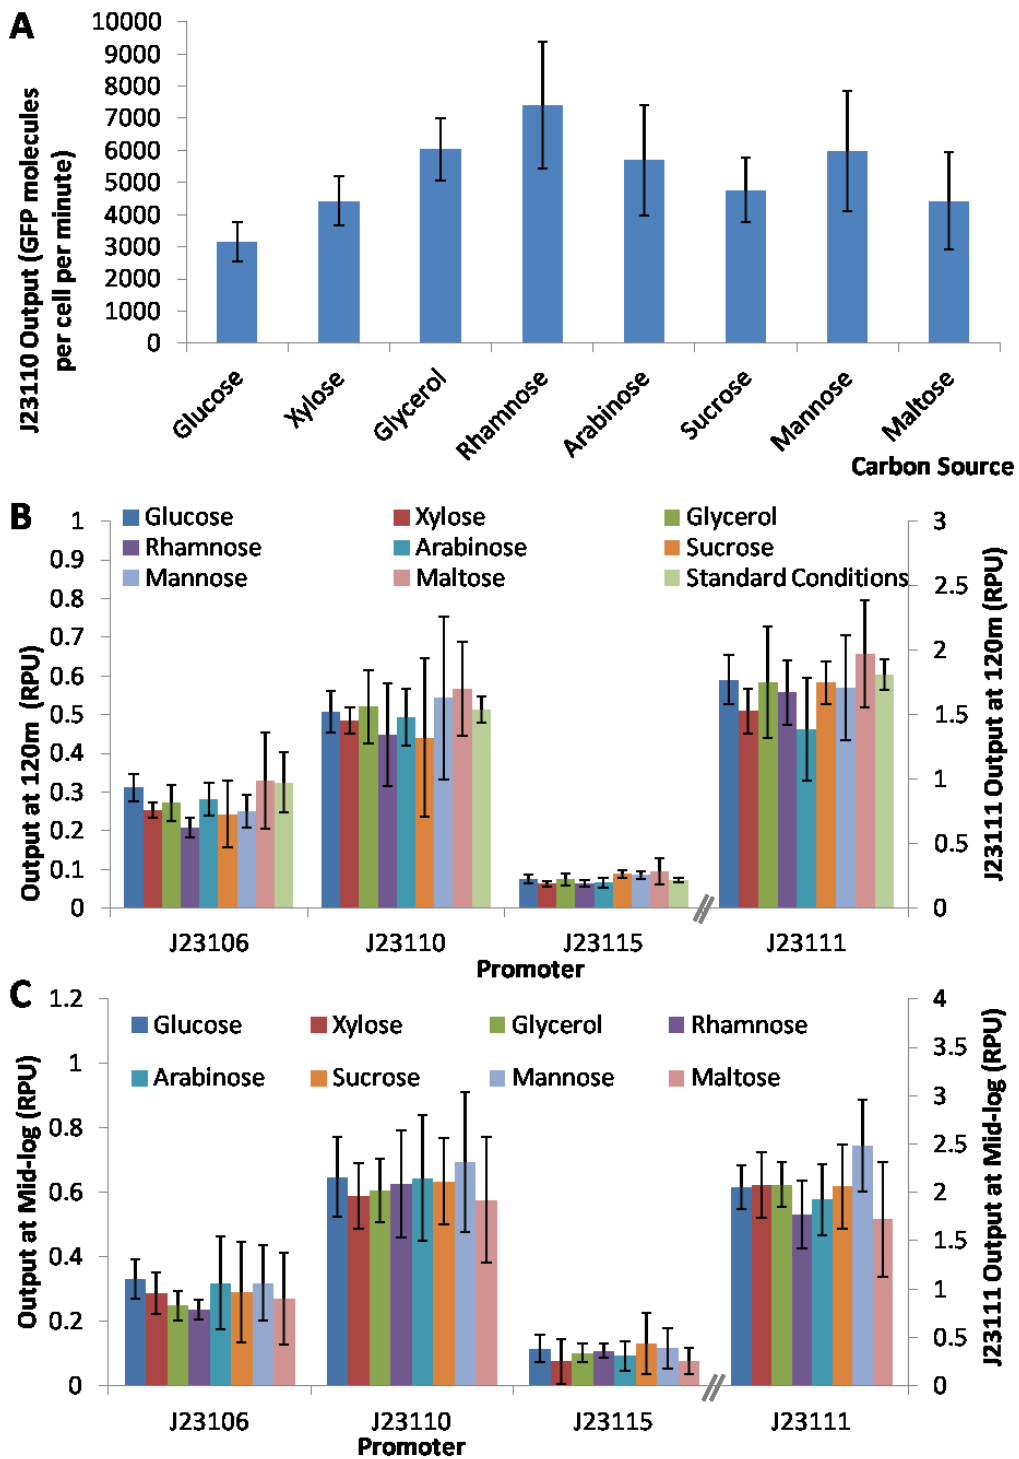 A
J23110 Output (GFP molecules
per cell per minute)
10000
9000
8000
7000
6000
5000
4000
3000
2000
1000
0
Glucose
Xylose
Glycerol
Rhamnose
Arabinose
Sucrose
Mannose
Maltose
Carbon Source
B
Output at 120m (RPU)
1
0.9
0.8
0.7
0.6
0.5
0.4
0.3
0.2
0.1
0
Glucose
Xylose
Glycerol
Rhamnose
Arabinose
Sucrose
Mannose
Maltose
Standard Conditions
3
2.5
2
1.5
1
0.5
0
J23111 Output at 120m (RPU)
J23106
J23110
J23115
J23111
Promoter
C
Output at Mid-log (RPU)
1.2
1
0.8
0.6
0.4
0.2
0
Glucose
Xylose
Glycerol
Rhamnose
Arabinose
Sucrose
Mannose
Maltose
4
3.5
3
2.5
2
1.5
1
0.5
0
J23111 Output at Mid-log (RPU)
J23106
J23110
J23115
J23111
Promoter